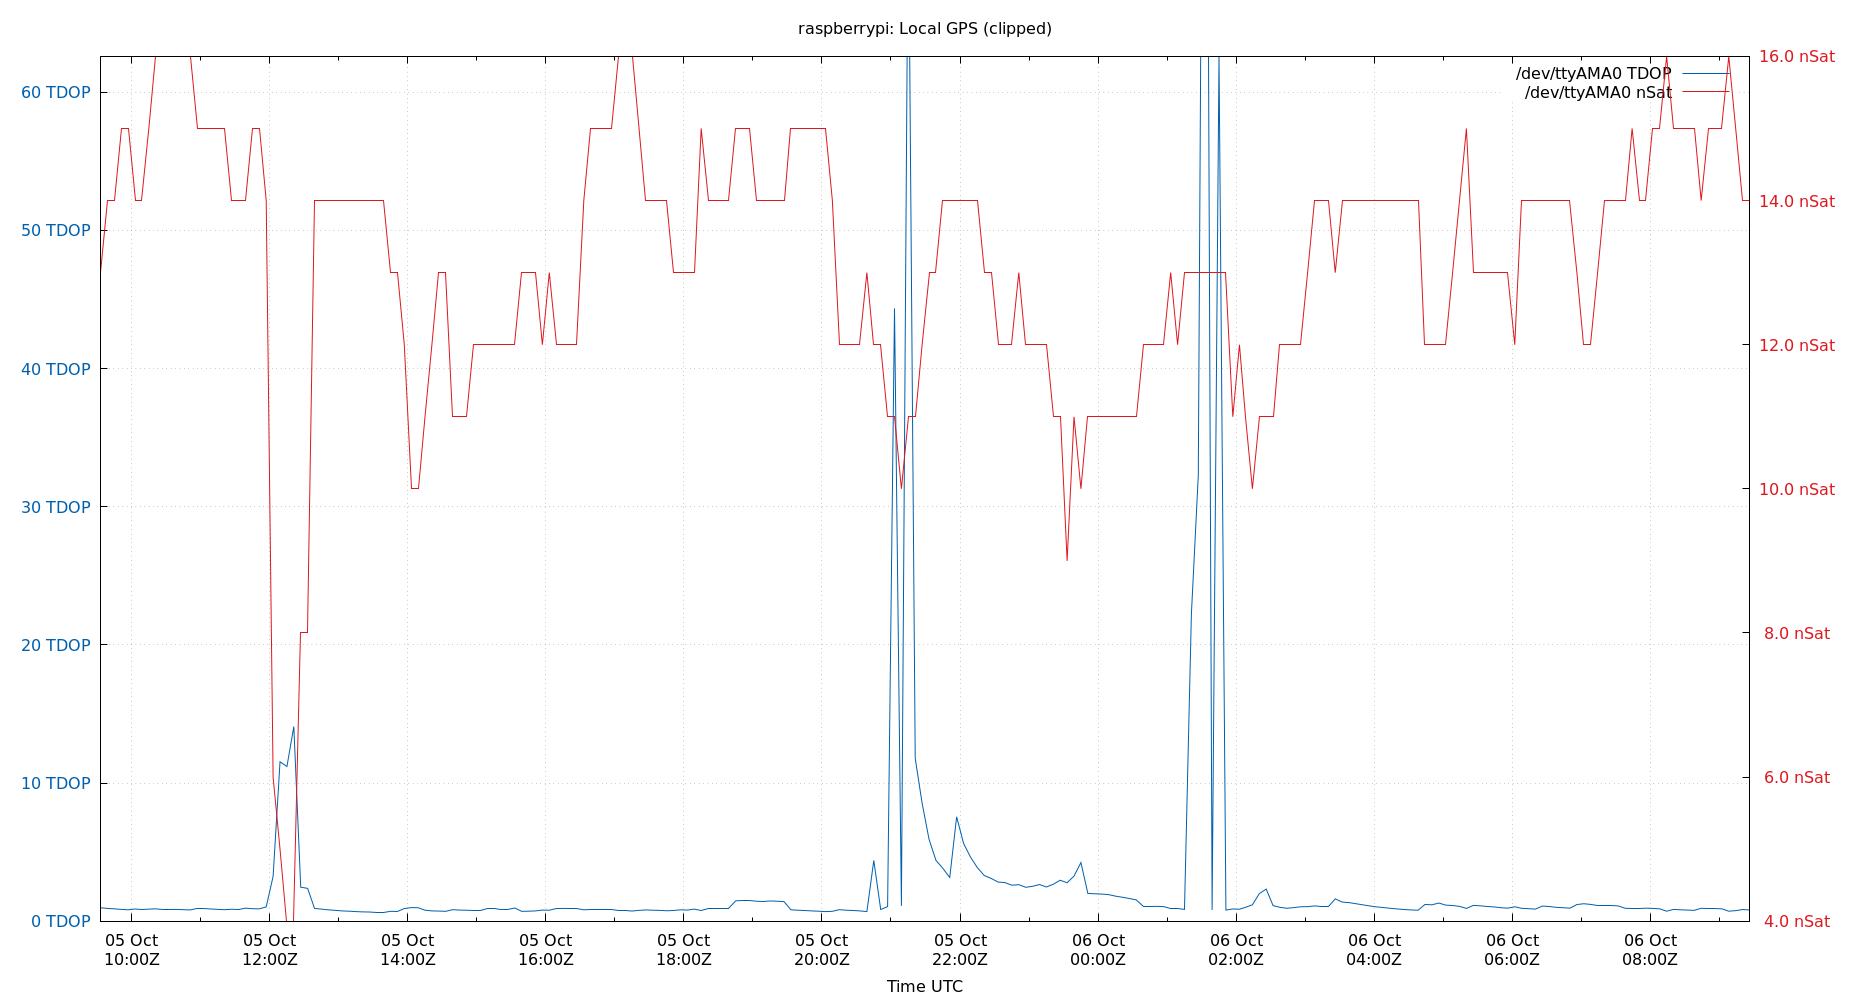 raspberrypi: Local GPS (clipped)
/dev/ttyAMA0 TDOP
/dev/ttyAMA0 nSat
60 TDOP
50 TDOP
40 TDOP
30 TDOP
20 TDOP
10 TDOP
0 TDOP
16.0 nSat
14.0 nSat
12.0 nSat
10.0 nSat
8.0 nSat
6.0 nSat
4.0 nSat
05 Oct 05 Oct 05 Oct 05 Oct 05 Oct 05 Oct 05 Oct 06 Oct 06 Oct 06 Oct 06 Oct 06 Oct
10:00Z 12:00Z 14:00Z 16:00Z 18:00Z 20:00Z 22:00Z 00:00Z 02:00Z 04:00Z 06:00Z 08:00Z
Time UTC